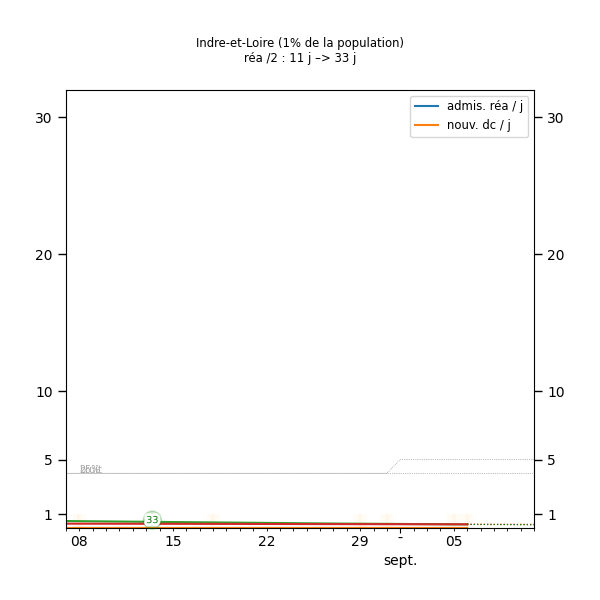 Indre-et-Loire (1% de la population)
réa /2 : 11 j –> 33 j
admis. réa / j
nouv. dc / j
30 30
20 20
10 10
5 5
25%
33
1 1
08 15 22 29 - 05
sept.